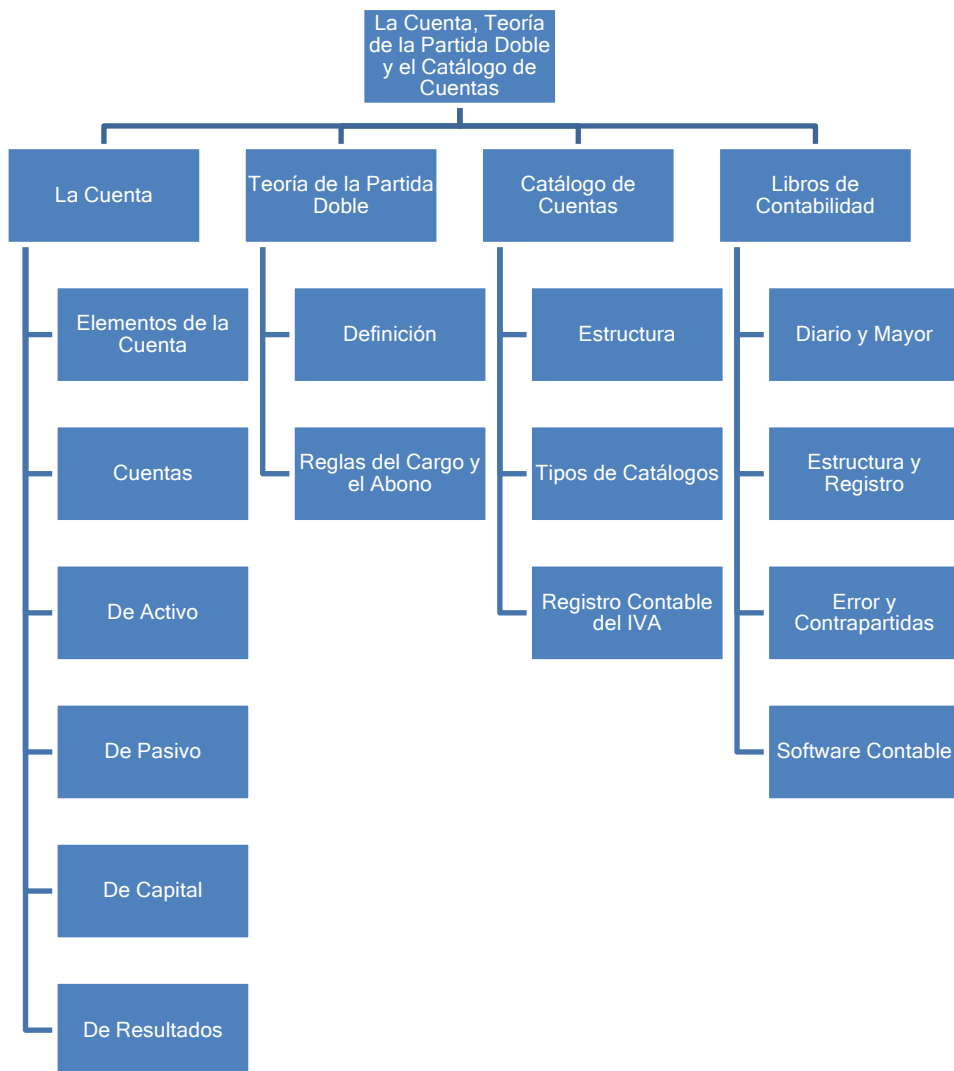 La Cuenta, Teoría
de la Partida Doble
y el Catálogo de
Cuentas
La Cuenta
Elementos de la
Cuenta
Cuentas
De Activo
De Pasivo
De Capital
De Resultados
Teoría de la Partida
Doble
Definición
Reglas del Cargo y
el Abono
Catálogo de
Cuentas
Estructura
Tipos de Catálogos
Registro Contable
del IVA
Libros de
Contabilidad
Diario y Mayor
Estructura y
Registro
Error y
Contrapartidas
Software Contable